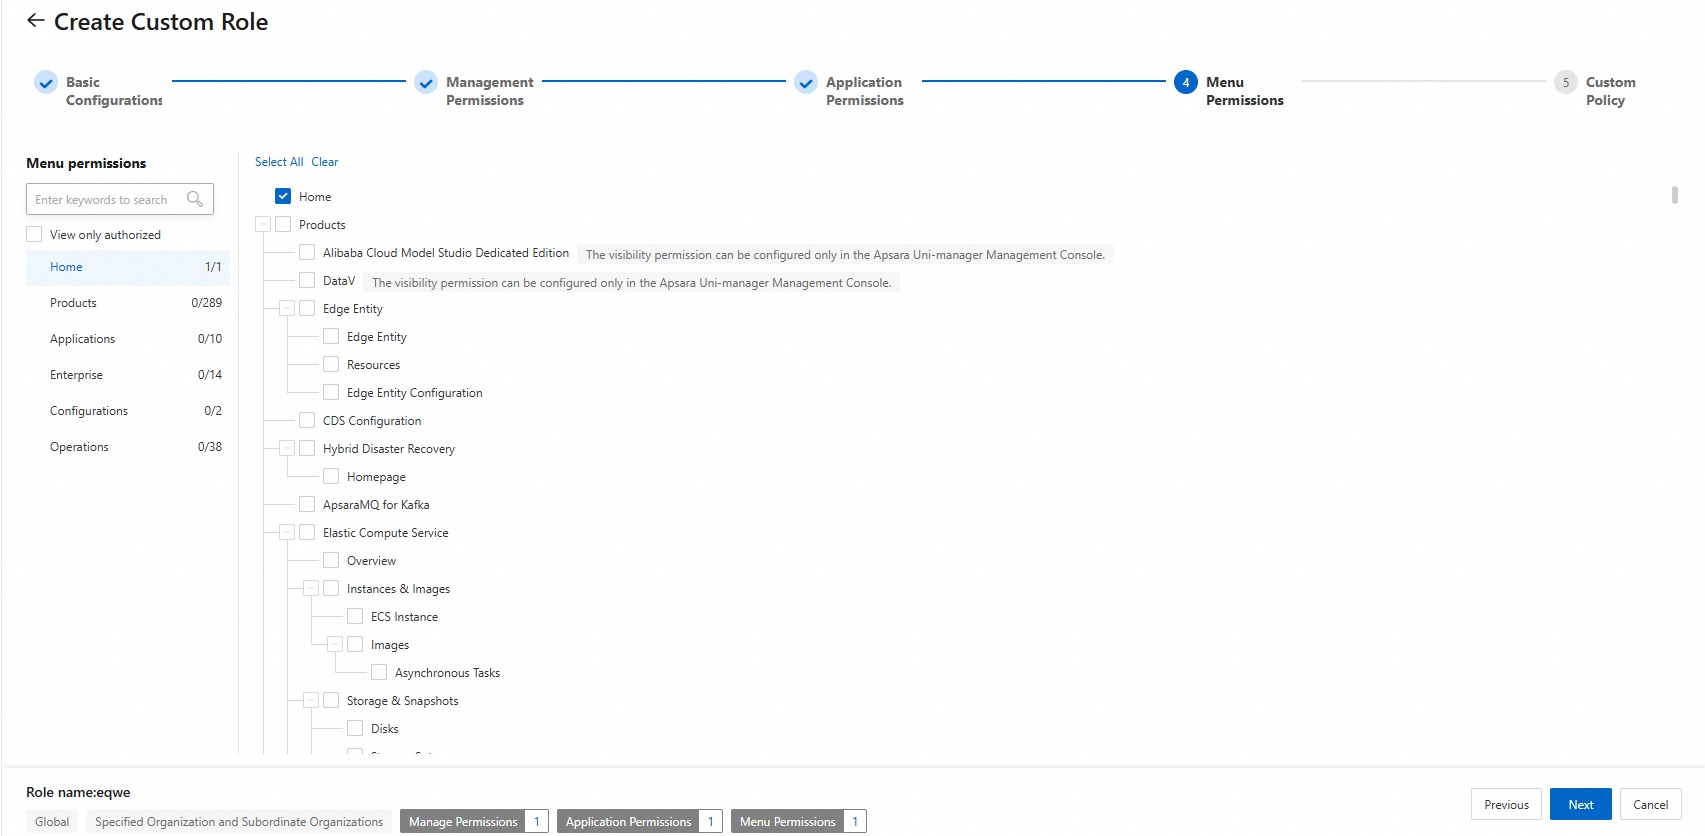 Create Custom Role
Basic
Configurations
Management
Permissions
Application
Permissions
4
Menu
Permissions
5
Custom
Policy
Menu permissions
Enter keywords to search
View only authorized
Home 1/1
Products 0/289
Applications 0/10
Enterprise 0/14
Configurations 0/2
Operations 0/38
Select All Clear
Home
Products
Alibaba Cloud Model Studio Dedicated Edition The visibility permission can be configured only in the Apsara Uni-manager Management Console.
DataV The visibility permission can be configured only in the Apsara Uni-manager Management Console.
Edge Entity
Edge Entity
Resources
Edge Entity Configuration
CDS Configuration
Hybrid Disaster Recovery
Homepage
ApsaraMQ for Kafka
Elastic Compute Service
Overview
Instances & Images
ECS Instance
Images
Asynchronous Tasks
Storage & Snapshots
Disks
Role name:eqwe
Global Specified Organization and Subordinate Organizations Manage Permissions 1 Application Permissions 1 Menu Permissions 1
Previous Next Cancel